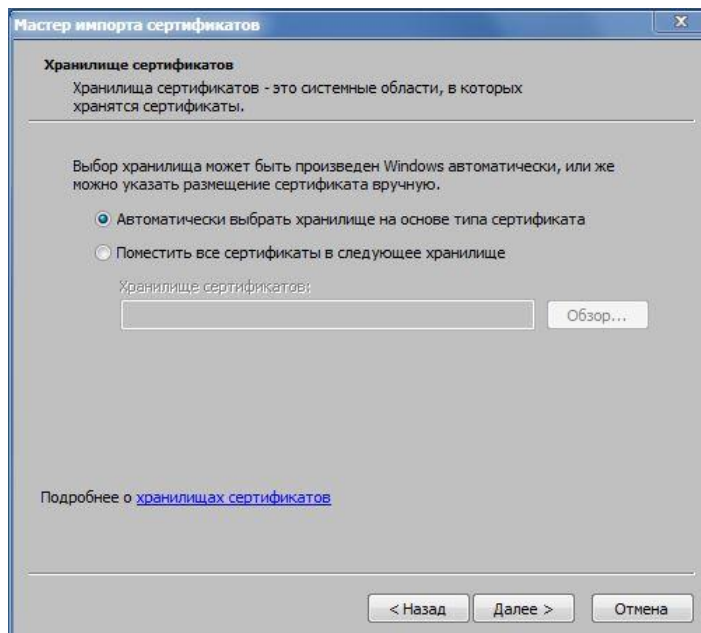 Мастер импорта сертификатов
Хранилище сертификатов
Хранилища сертификатов - это системные области, в которых
хранятся сертификаты.
Выбор хранилища может быть произведен Windows автоматически, или же
можно указать размещение сертификата вручную.
Автоматически выбрать хранилище на основе типа сертификата
Поместить все сертификаты в следующее хранилище
Хранилище сертификатов:
Обзор...
Подробнее о хранилищах сертификатов
< Назад
Далее >
Отмена